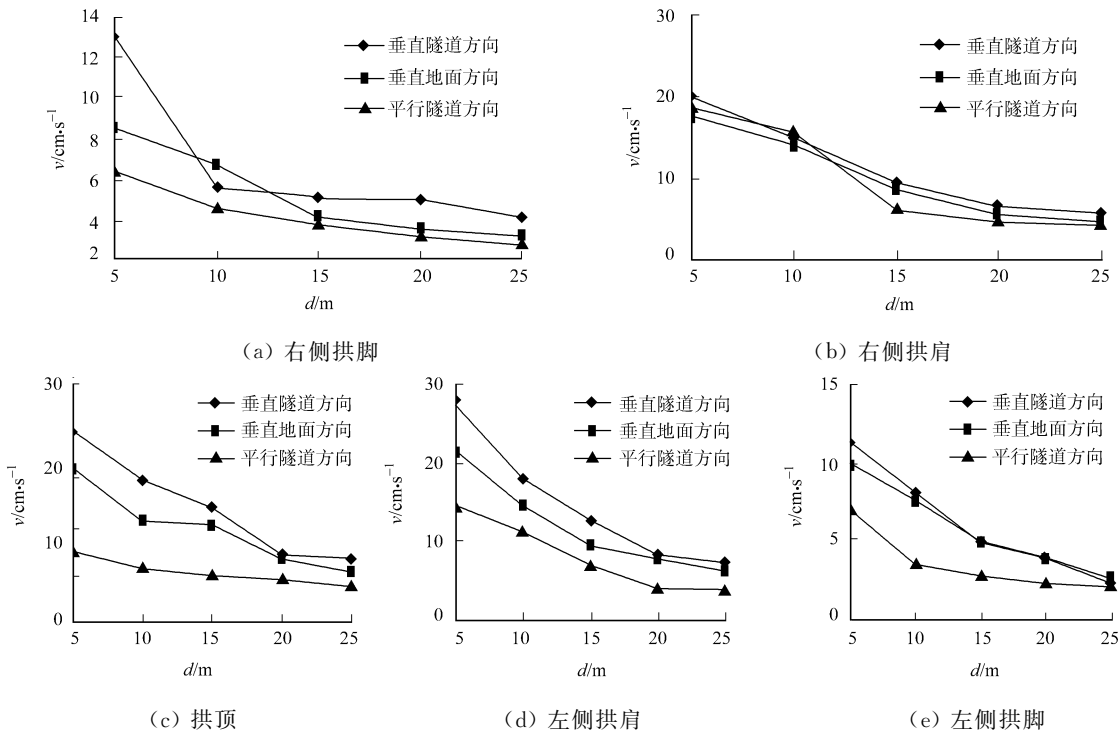 14
12
10
8
6
4
2
v/cm·s⁻¹
垂直隧道方向
垂直地面方向
平行隧道方向
5 10 15 20 25
d/m
(a) 右侧拱脚
30
20
10
0
v/cm·s⁻¹
垂直隧道方向
垂直地面方向
平行隧道方向
5 10 15 20 25
d/m
(b) 右侧拱肩
30
20
10
0
v/cm·s⁻¹
垂直隧道方向
垂直地面方向
平行隧道方向
5 10 15 20 25
d/m
(c) 拱顶
30
20
10
0
v/cm·s⁻¹
垂直隧道方向
垂直地面方向
平行隧道方向
5 10 15 20 25
d/m
(d) 左侧拱肩
15
10
5
0
v/cm·s⁻¹
垂直隧道方向
垂直地面方向
平行隧道方向
5 10 15 20 25
d/m
(e) 左侧拱脚